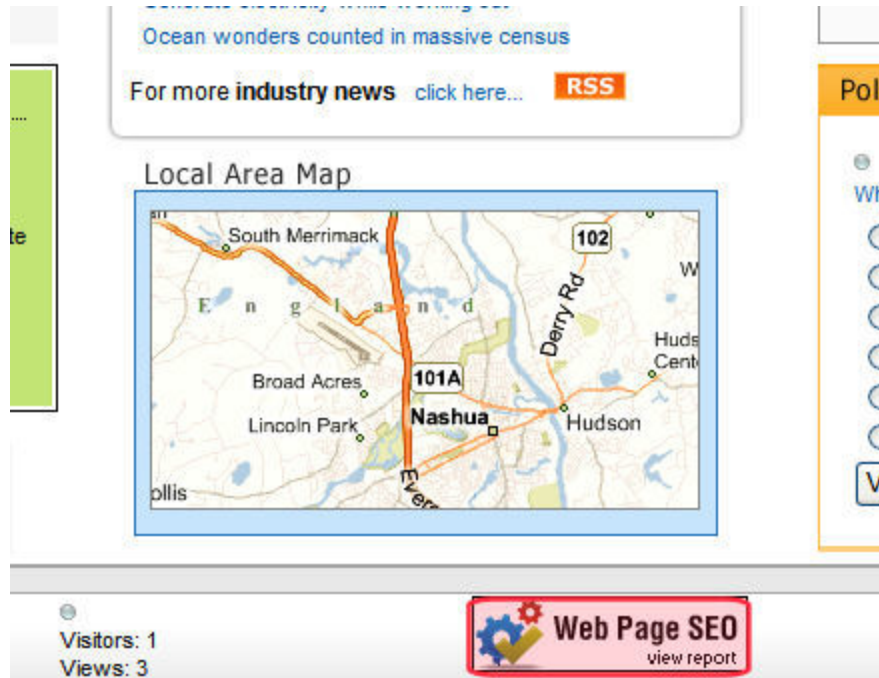 Ocean wonders counted in massive census
For more industry news click here...
RSS
Local Area Map
South Merrimack
102
E n g l a n d
Derry Rd
Broad Acres
101A
Lincoln Park
Nashua
Hudson
Visitors: 1
Views: 3
Web Page SEO
view report